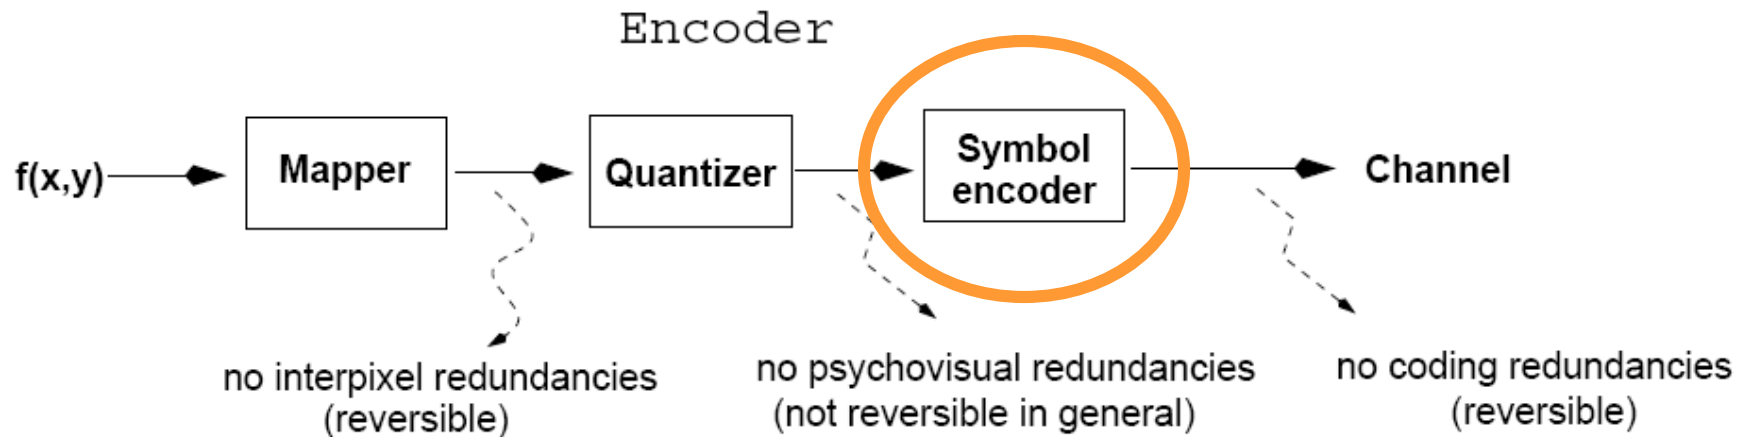 Encoder
f(x,y)
Mapper
Quantizer
Symbol
encoder
Channel
no interpixel redundancies
(reversible)
no psychovisual redundancies
(not reversible in general)
no coding redundancies
(reversible)